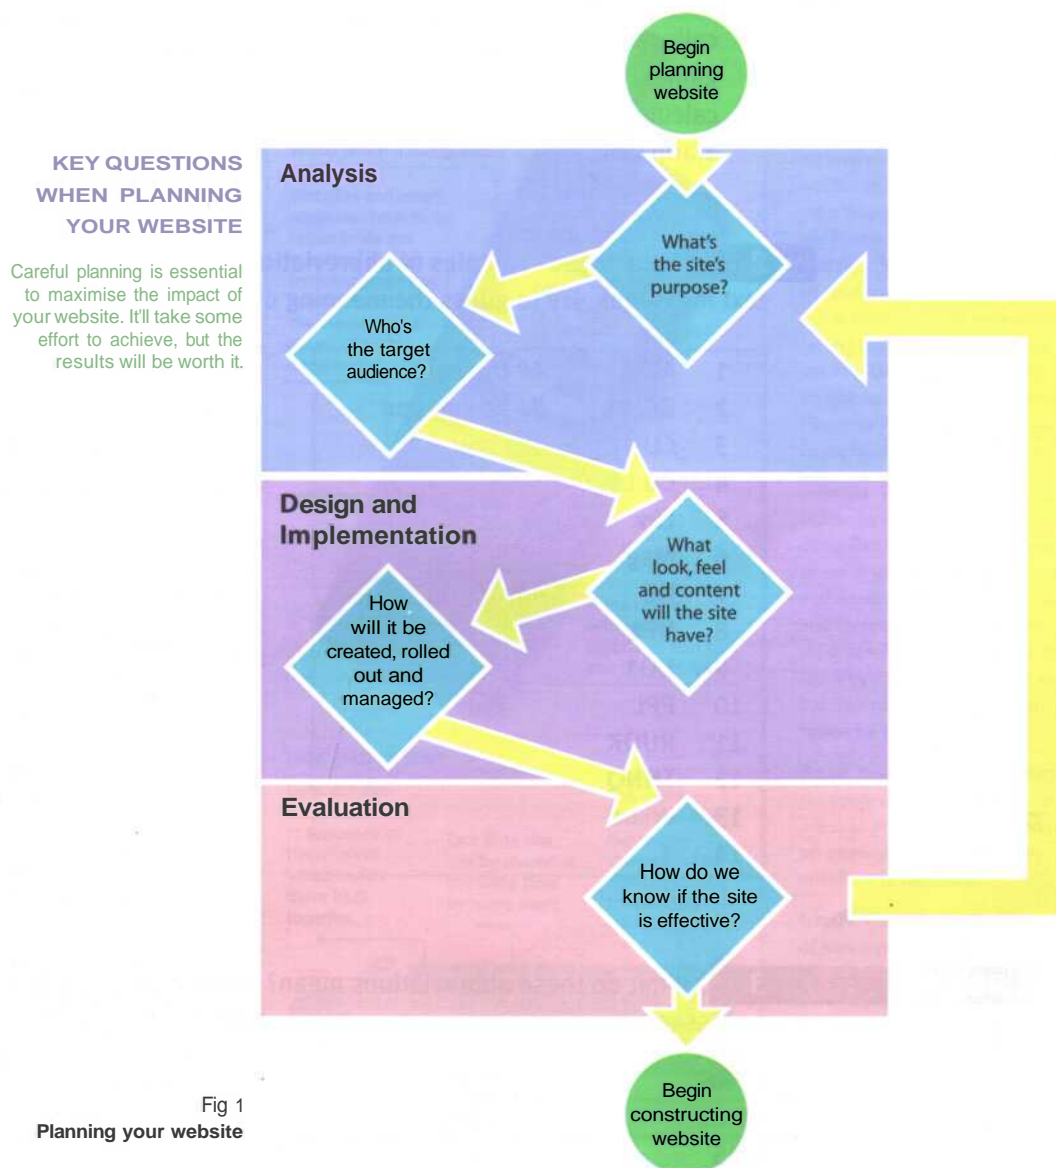 Begin
planning
website
KEY QUESTIONS
WHEN PLANNING
YOUR WEBSITE
Careful planning is essential
to maximise the impact of
your website. It'll take some
effort to achieve, but the
results will be worth it.
Analysis
What's
the site's
purpose?
Who's
the target
audience?
Design and
Implementation
What
look, feel
and content
will the site
have?
How
will it be
created, rolled
out and
managed?
Evaluation
How do we
know if the site
is effective?
Begin
constructing
website
Fig 1
Planning your website